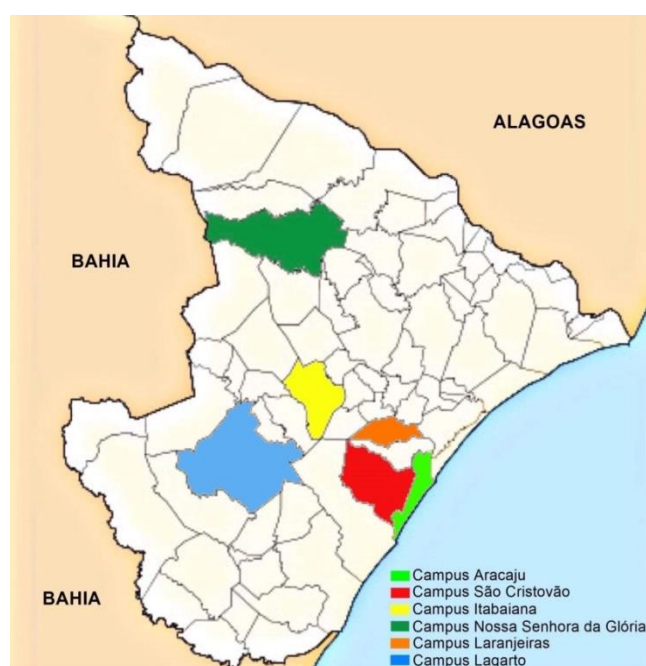 ALAGOAS
BAHIA
BAHIA
Campus Aracaju
Campus São Cristovão
Campus Itabaiana
Campus Nossa Senhora da Glória
Campus Laranjeiras
Campus Lagarto